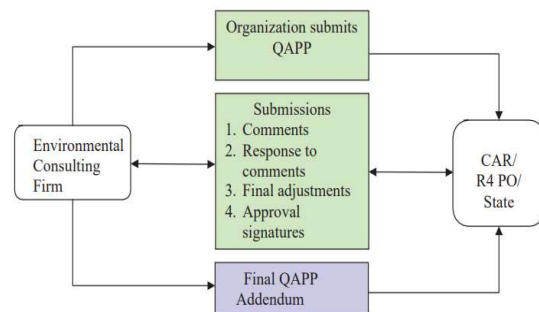 Organization submits
QAPP
Submissions
1. Comments
2. Response to
comments
3. Final adjustments
4. Approval
signatures
Environmental
Consulting
Firm
CAR/
R4 PO/
State
Final QAPP
Addendum